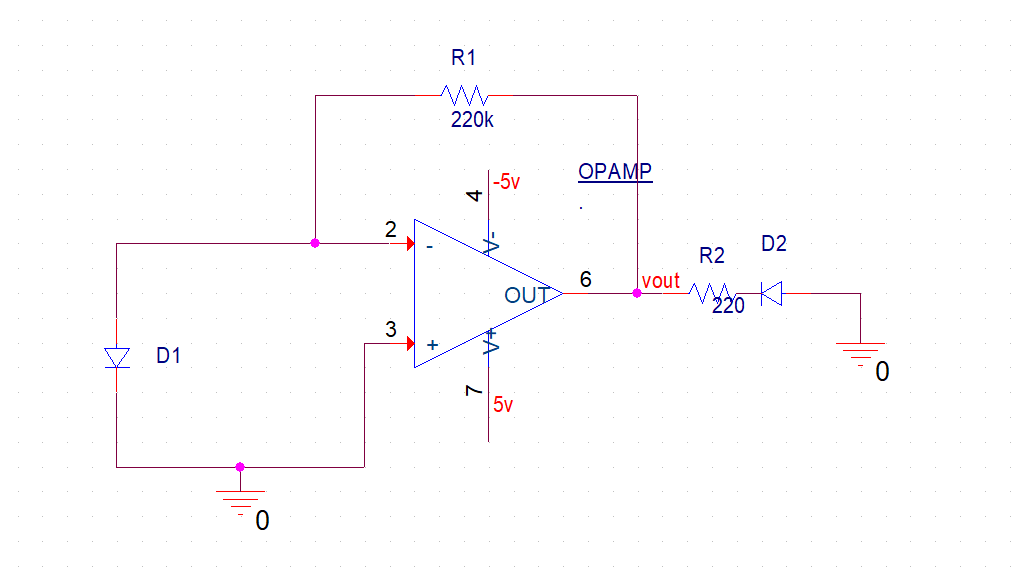 R1
220k
OPAMP
4
-5v
2
-
V-
D2
R2
6
vout
OUT
220
3
+
V+
D1
7
5v
0
0